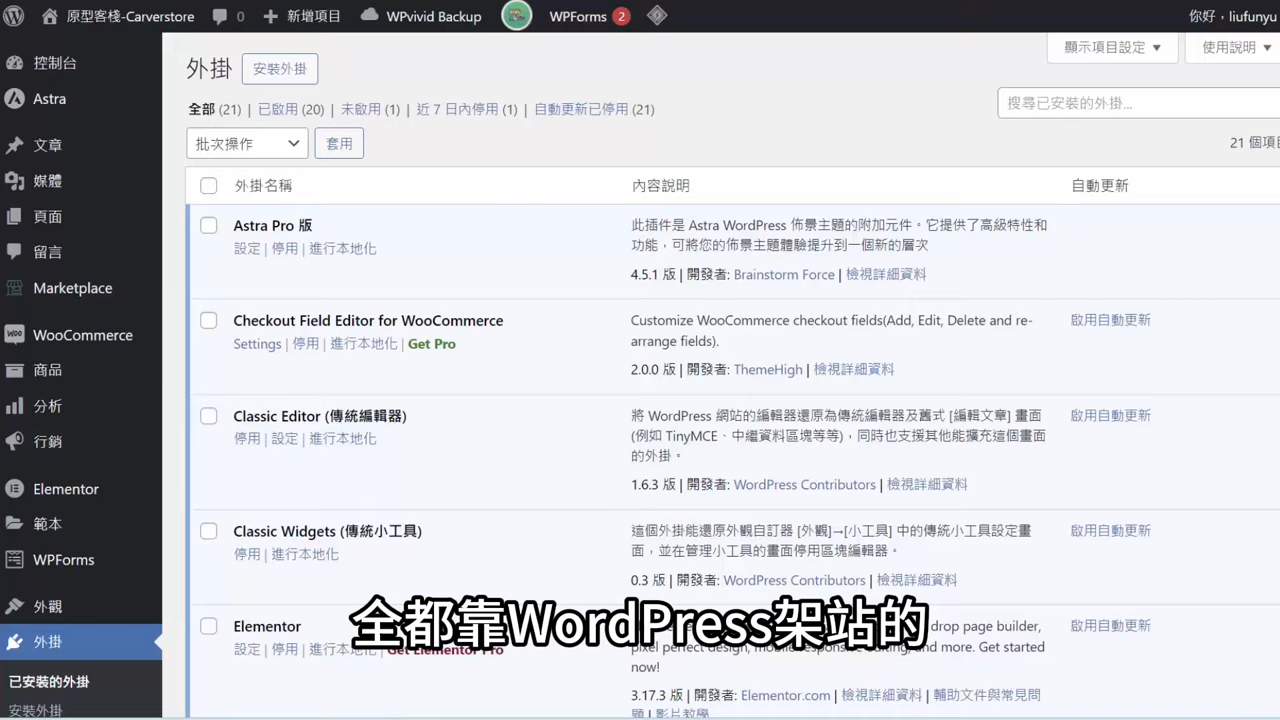 原型客棧-Carverstore 0 新增項目 WPvivid Backup WPForms 2 你好，liufunyu
控制台
Astra
文章
媒體
頁面
留言
Marketplace
WooCommerce
商品
分析
行銷
Elementor
範本
WPForms
外觀
外掛
已安裝的外掛
安裝外掛
顯示項目設定 ▼ 使用說明 ▼
外掛 安裝外掛
全部 (21) | 已啟用 (20) | 未啟用 (1) | 近 7 日內停用 (1) | 自動更新已停用 (21)
搜尋已安裝的外掛...
批次操作 套用
21 個項目
外掛名稱 內容說明 自動更新
Astra Pro 版
設定 | 停用 | 進行本地化
此插件是 Astra WordPress 佈景主題的附加元件。它提供了高級特性和
功能，可將您的佈景主題體驗提升到一個新的層次
4.5.1 版 | 開發者: Brainstorm Force | 檢視詳細資料
Checkout Field Editor for WooCommerce
Settings | 停用 | 進行本地化 | Get Pro
Customize WooCommerce checkout fields(Add, Edit, Delete and re-
arrange fields).
2.0.0 版 | 開發者: ThemeHigh | 檢視詳細資料
啟用自動更新
Classic Editor (傳統編輯器)
停用 | 設定 | 進行本地化
將 WordPress 網站的編輯器還原為傳統編輯器及舊式 [編輯文章] 畫面
(例如 TinyMCE、中繼資料區塊等等)，同時也支援其他能擴充這個畫面
的外掛。
1.6.3 版 | 開發者: WordPress Contributors | 檢視詳細資料
啟用自動更新
Classic Widgets (傳統小工具)
停用 | 進行本地化
這個外掛能還原外觀自訂器 [外觀]→[小工具] 中的傳統小工具設定畫
面，並在管理小工具的畫面停用區塊編輯器。
0.3 版 | 開發者: WordPress Contributors | 檢視詳細資料
啟用自動更新
Elementor
設定 | 停用 | 進行本地化 | Get Elementor Pro
drop page builder,
pixel perfect design, mobile responsive editing, and more. Get started
now!
3.17.3 版 | 開發者: Elementor.com | 檢視詳細資料 | 輔助文件與常見問
題 | 影片教學
啟用自動更新
全都靠WordPress架站的